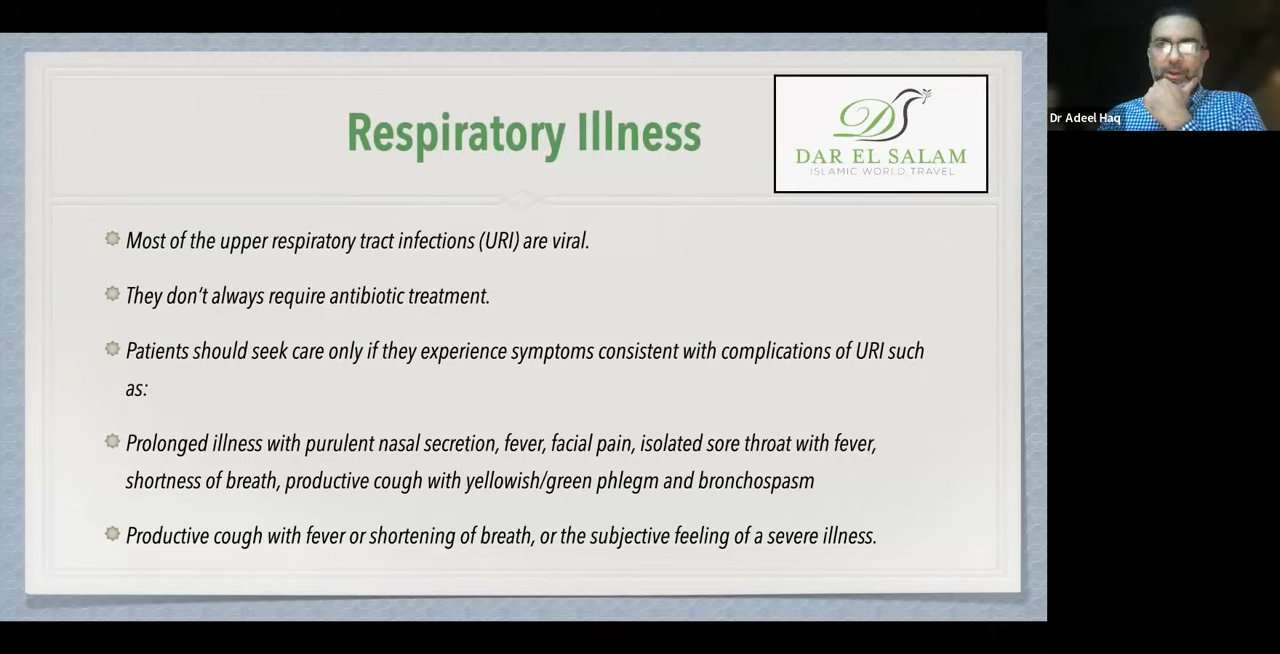 Respiratory Illness
DS
DAR EL SALAM
ISLAMIC WORLD TRAVEL
Dr Adeel Haq
Most of the upper respiratory tract infections (URI) are viral.
They don’t always require antibiotic treatment.
Patients should seek care only if they experience symptoms consistent with complications of URI such
as:
Prolonged illness with purulent nasal secretion, fever, facial pain, isolated sore throat with fever,
shortness of breath, productive cough with yellowish/green phlegm and bronchospasm
Productive cough with fever or shortening of breath, or the subjective feeling of a severe illness.